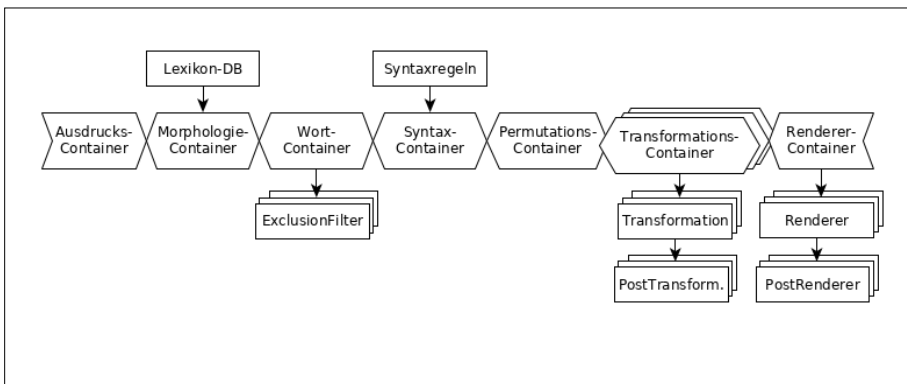 Lexikon-DB
Syntaxregeln
Ausdrucks-
Container
Morphologie-
Container
Wort-
Container
Syntax-
Container
Permutations-
Container
Transformations-
Container
Renderer-
Container
ExclusionFilter
Transformation
Renderer
PostTransform.
PostRenderer